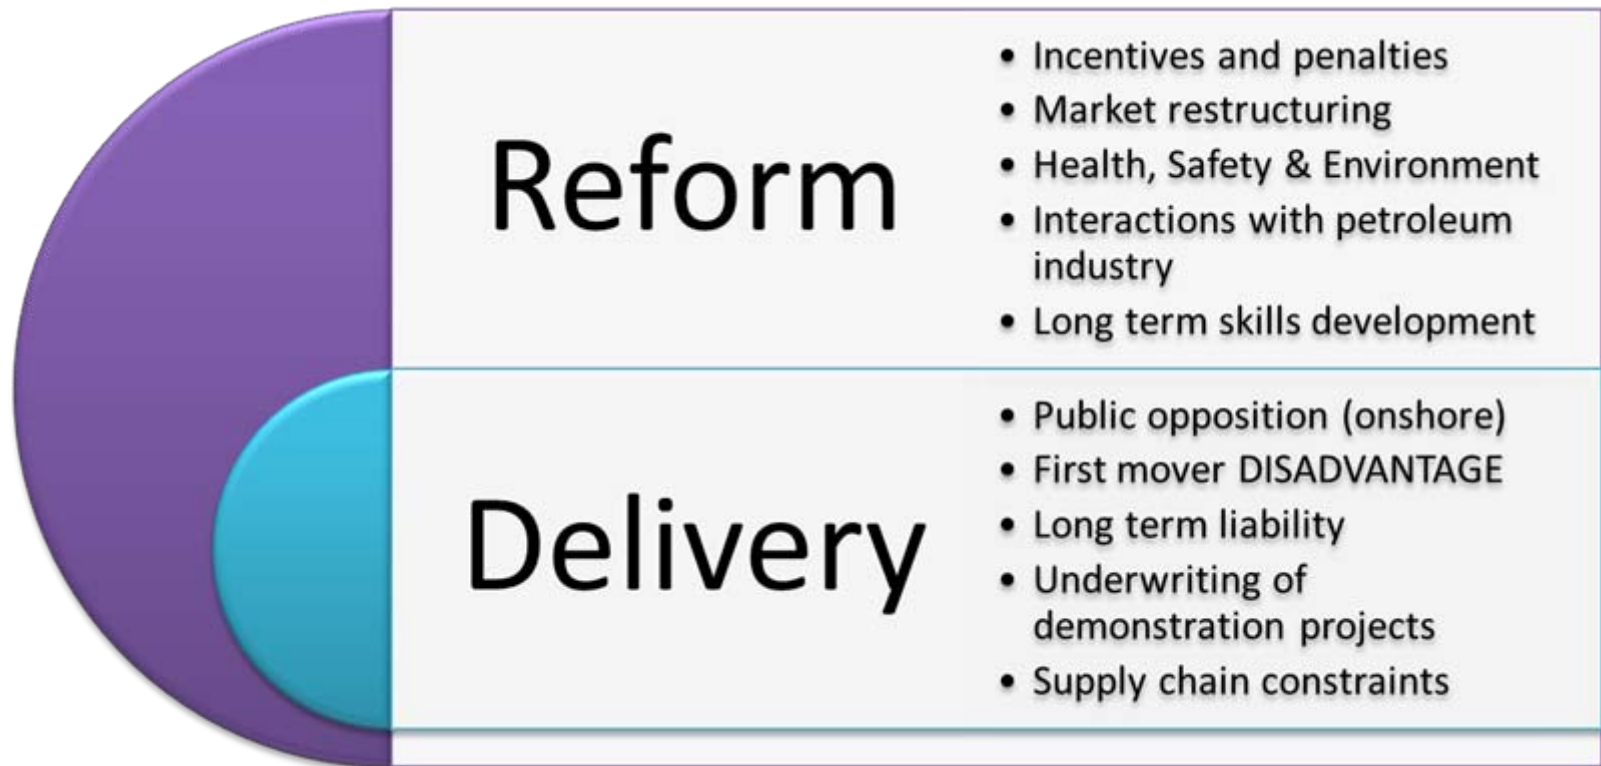 Reform
• Incentives and penalties
• Market restructuring
• Health, Safety & Environment
• Interactions with petroleum
industry
• Long term skills development
Delivery
• Public opposition (onshore)
• First mover DISADVANTAGE
• Long term liability
• Underwriting of
demonstration projects
• Supply chain constraints